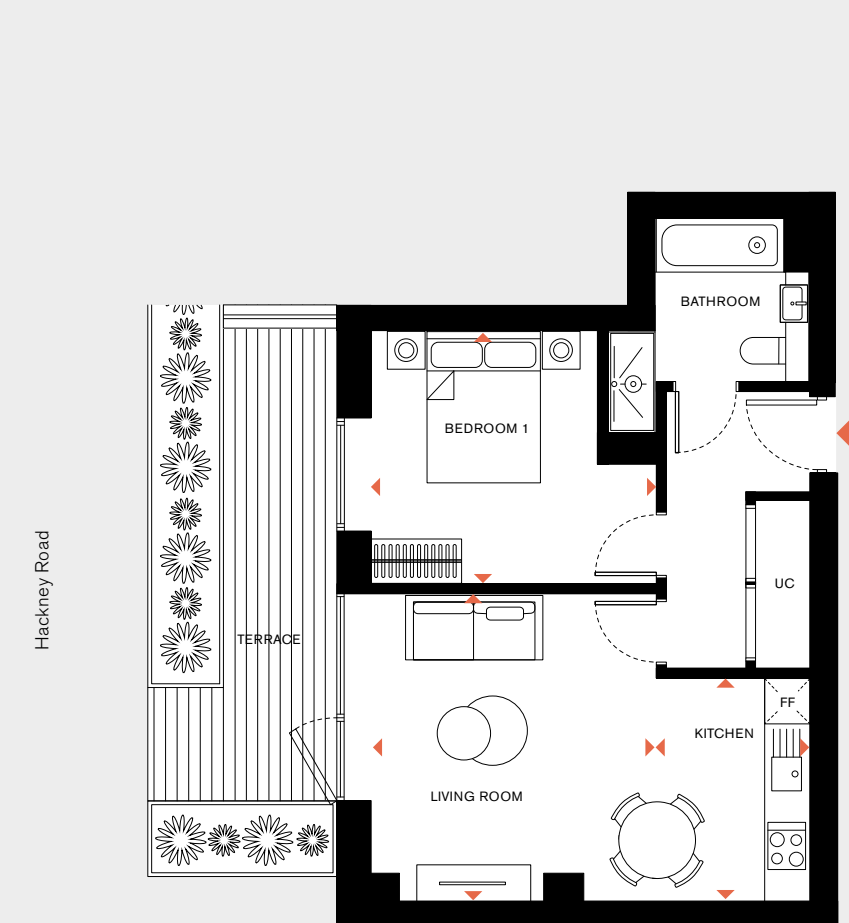 BATHROOM
BEDROOM 1
Hackney Road
UC
TERRACE
FF
KITCHEN
LIVING ROOM